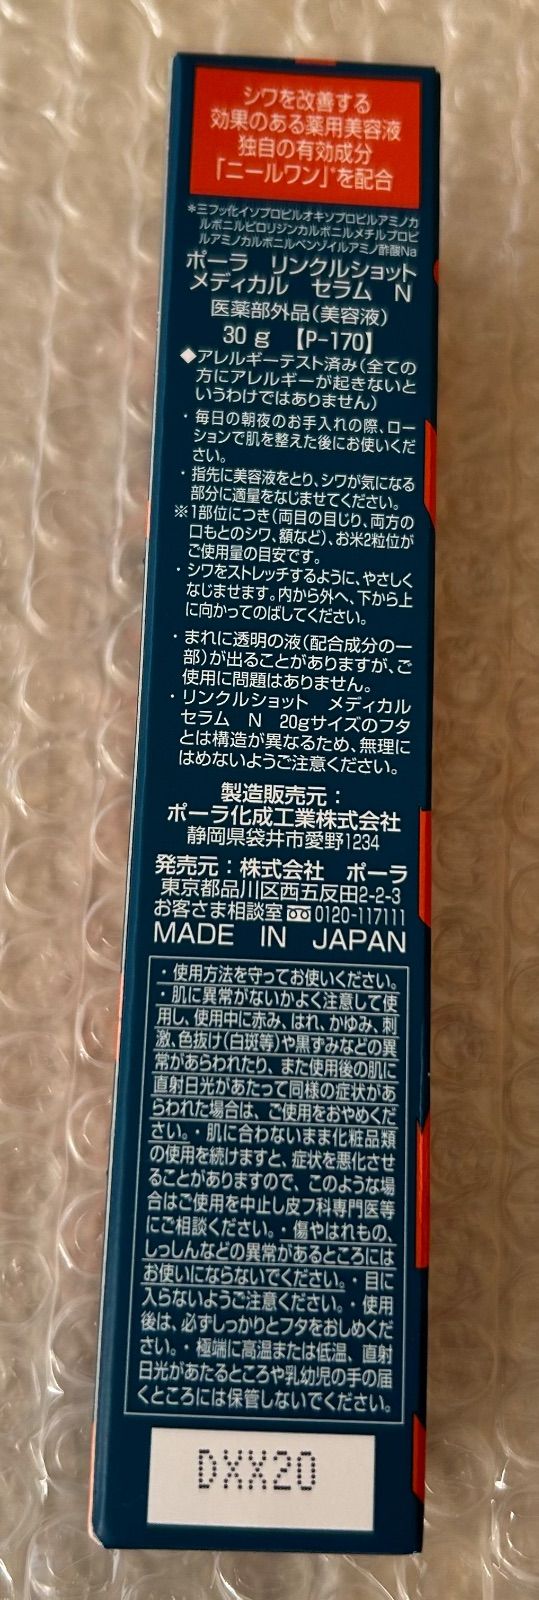 シワを改善する
効果のある薬用美容液
独自の有効成分
「ニールワン」*を配合
*三フッ化イソプロピルオキソプロピルアミノカ
ルボニルピロリジンカルボニルメチルプロピ
ルアミノカルボニルベンゾイルアミノ酢酸Na
ポーラ リンクルショット
メディカル セラム N
医薬部外品(美容液)
30g 【P-170】
◆アレルギーテスト済み(全ての
方にアレルギーが起きないと
いうわけではありません)
・毎日の朝夜のお手入れの際、ロー
ションで肌を整えた後にお使いくだ
さい。
・指先に美容液をとり、シワが気になる
部分に適量をなじませてください。
※1部位につき(両目の目じり、両方の
口もとのシワ、額など)、お米2粒位が
ご使用量の目安です。
・シワをストレッチするように、やさしく
なじませます。内から外へ、下から上
に向かってのばしてください。
・まれに透明の液(配合成分の一
部)が出ることがありますが、ご
使用に問題はありません。
・リンクルショット メディカル
セラム N 20gサイズのフタ
とは構造が異なるため、無理に
はめないようご注意ください。
製造販売元:
ポーラ化成工業株式会社
静岡県袋井市愛野1234
発売元:株式会社 ポーラ
東京都品川区西五反田2-2-3
お客さま相談室 0120-117111
MADE IN JAPAN
・使用方法を守ってお使いください。
・肌に異常がないかよく注意して使
用し、使用中に赤み、はれ、かゆみ、刺
激、色抜け(白斑等)や黒ずみなどの異
常があらわれたり、また使用後の肌に
直射日光があたって同様の症状があ
らわれた場合は、ご使用をおやめくだ
さい。・肌に合わないまま化粧品類
の使用を続けますと、症状を悪化させ
ることがありますので、このような場
合はご使用を中止し皮フ科専門医等
にご相談ください。・傷やはれもの、
しっしんなどの異常があるところには
お使いにならないでください。・目に
入らないようご注意ください。・使用
後は、必ずしっかりとフタをおしめくだ
さい。・極端に高温または低温、直射
日光があたるところや乳幼児の手の届
くところには保管しないでください。
DXX20